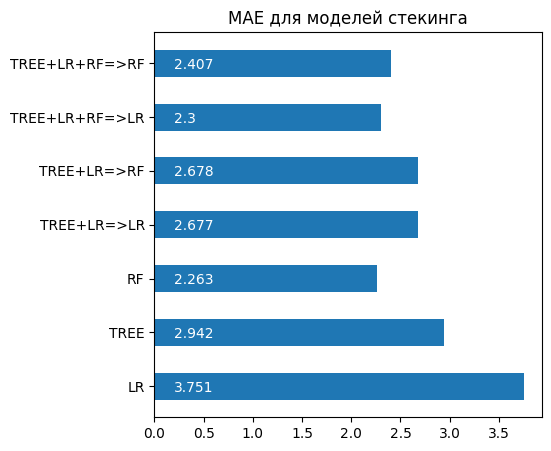 MAE для моделей стекинга
TREE+LR+RF=>RF
2.407
TREE+LR+RF=>LR
2.3
TREE+LR=>RF
2.678
TREE+LR=>LR
2.677
RF
2.263
TREE
2.942
LR
3.751
0.0 0.5 1.0 1.5 2.0 2.5 3.0 3.5